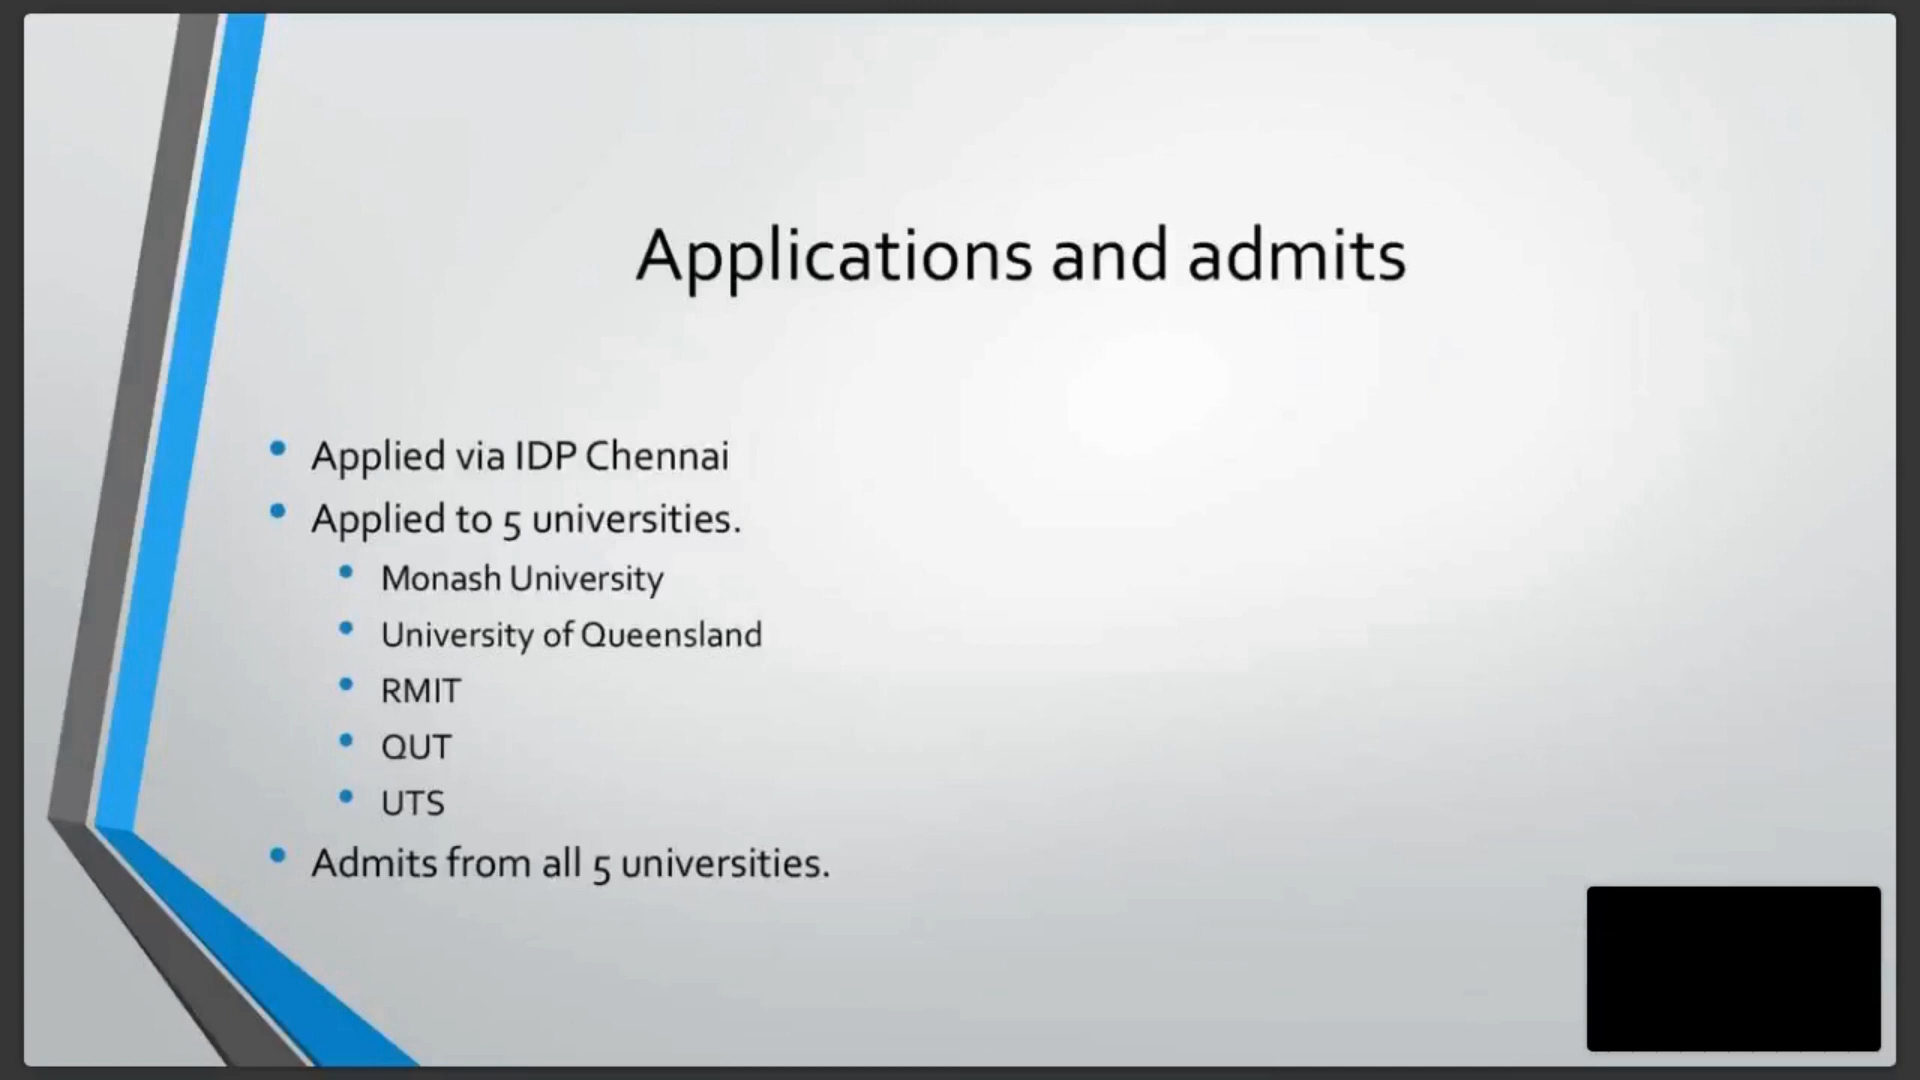 Applications and admits
Applied via IDP Chennai
Applied to 5 universities.
Monash University
University of Queensland
RMIT
QUT
UTS
Admits from all 5 universities.